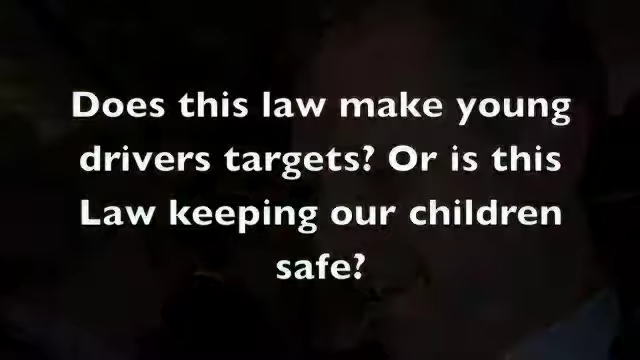 Does this law make young
drivers targets? Or is this
Law keeping our children
safe?